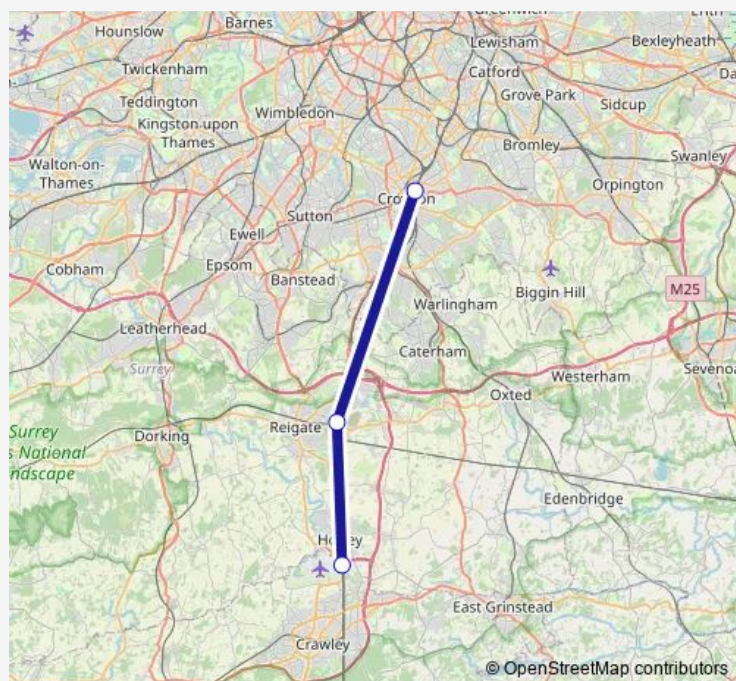 Barnes
Hounslow
Lewisham
Bexleyheath
Twickenham
Catford
Teddington
Grove Park
Sidcup
Wimbledon
Kingston upon
Thames
Bromley
Swanley
Walton-on-
Thames
Orpington
Croydon
Sutton
Ewell
Epsom
Cobham
Banstead
Biggin Hill
M25
Warlingham
Leatherhead
Caterham
Surrey
Westerham
Oxted
Reigate
Dorking
Surrey
s National
ndscape
Edenbridge
Horley
East Grinstead
Crawley
© OpenStreetMap contributors